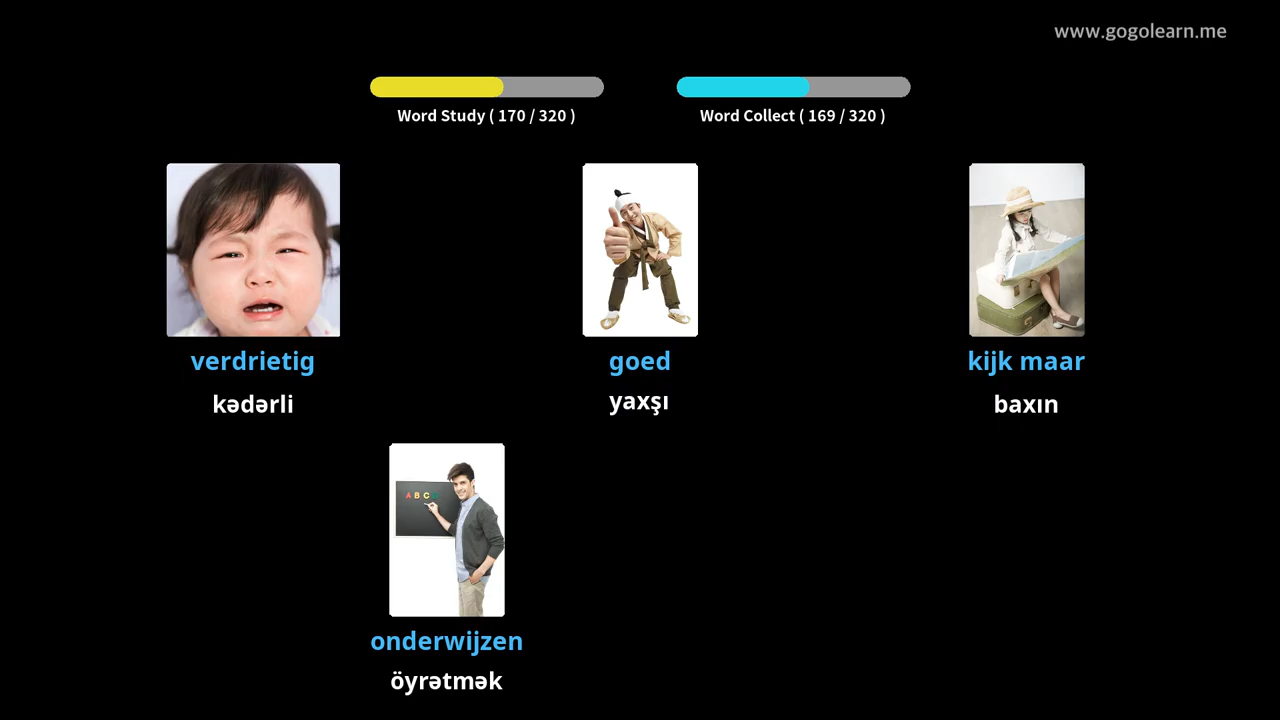 www.gogolearn.me
Word Study ( 170 / 320 )
Word Collect ( 169 / 320 )
verdrietig
goed
kijk maar
kədərli
yaxşı
baxın
A B C
onderwijzen
öyrətmək